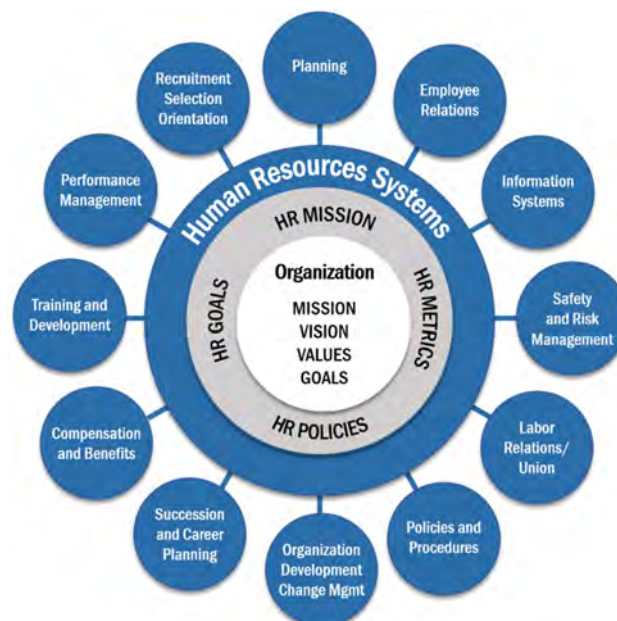 Planning
Employee
Relations
Information
Systems
Safety
and Risk
Management
Labor
Relations/
Union
Policies and
Procedures
Organization
Development
Change Mgmt
Succession
and Career
Planning
Compensation
and Benefits
Training and
Development
Performance
Management
Recruitment
Selection
Orientation
Human Resources Systems
HR MISSION
HR METRICS
HR POLICIES
HR GOALS
Organization
MISSION
VISION
VALUES
GOALS